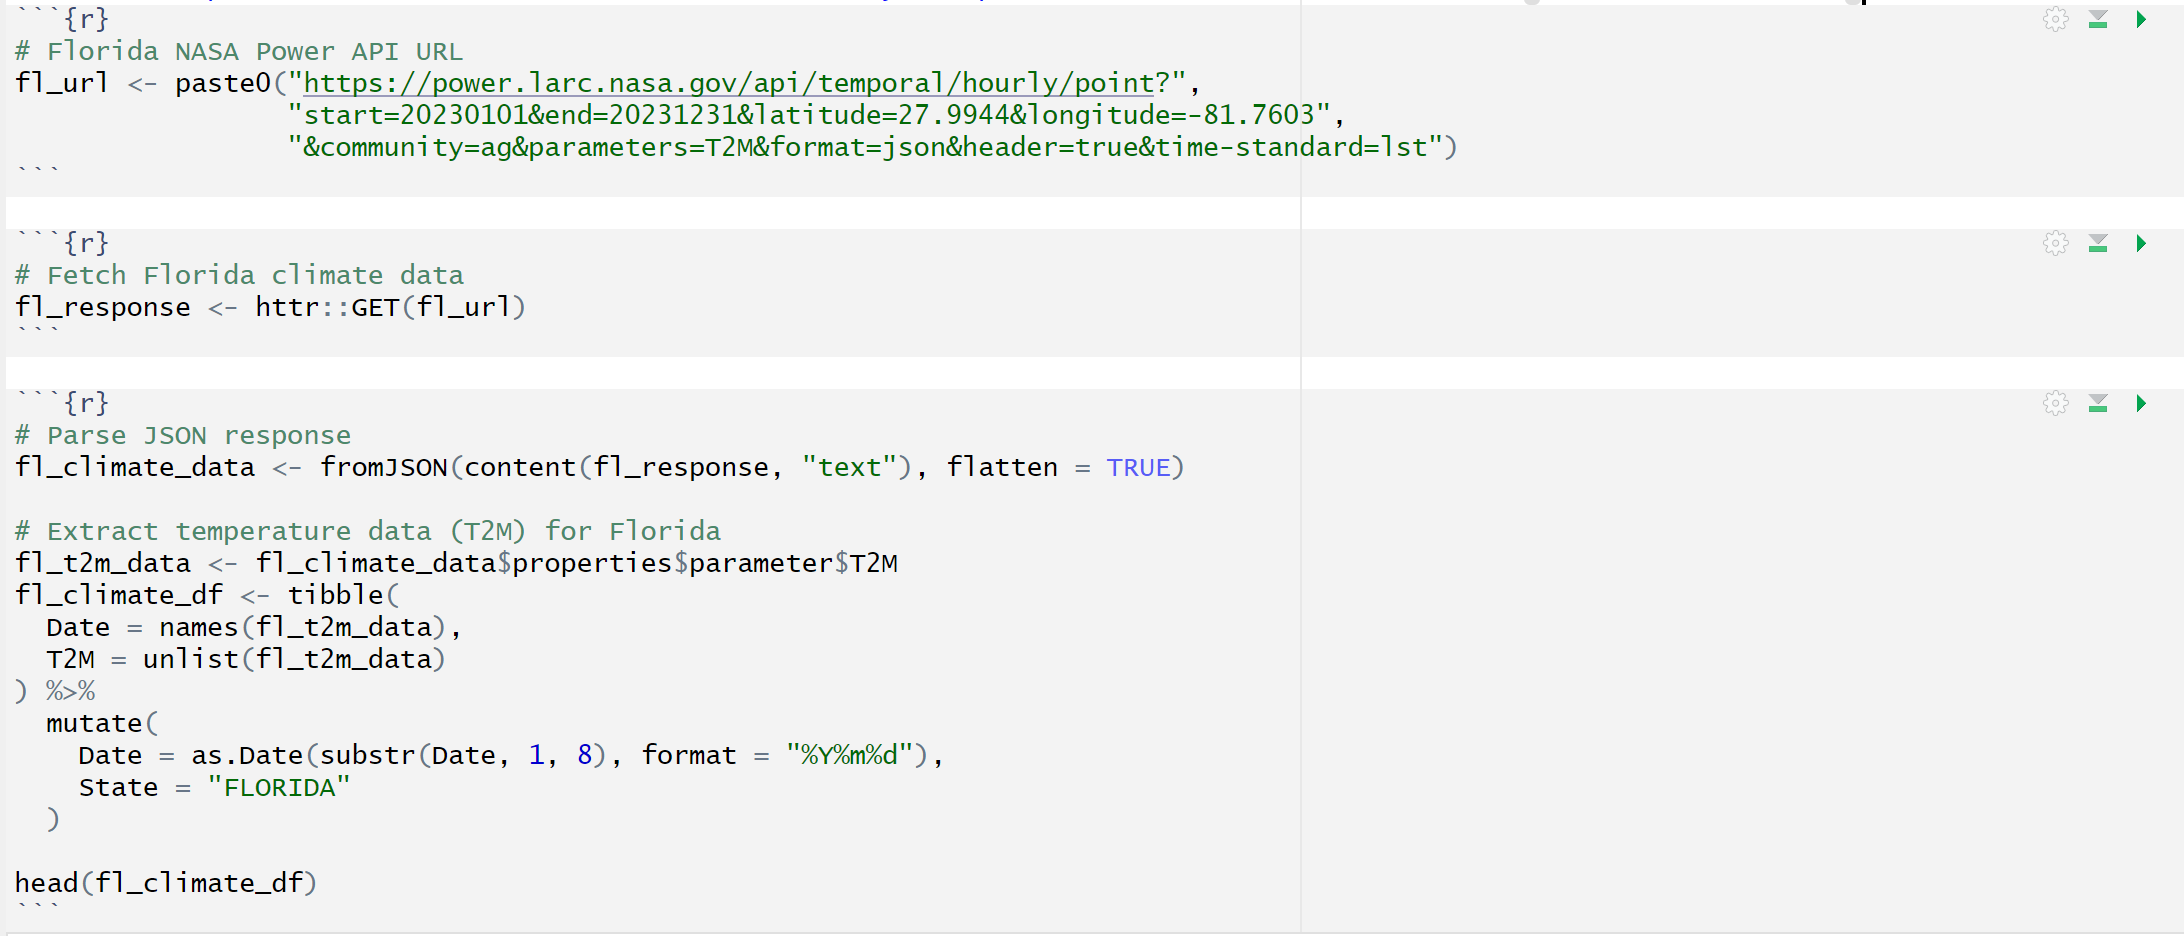 ```{r}
# Florida NASA Power API URL
fl_url <- paste0("https://power.larc.nasa.gov/api/temporal/hourly/point?",
                 "start=20230101&end=20231231&latitude=27.9944&longitude=-81.7603",
                 "&community=ag&parameters=T2M&format=json&header=true&time-standard=lst")
```
```{r}
# Fetch Florida climate data
fl_response <- httr::GET(fl_url)
```
```{r}
# Parse JSON response
fl_climate_data <- fromJSON(content(fl_response, "text"), flatten = TRUE)
# Extract temperature data (T2M) for Florida
fl_t2m_data <- fl_climate_data$properties$parameter$T2M
fl_climate_df <- tibble(
  Date = names(fl_t2m_data),
  T2M = unlist(fl_t2m_data)
) %>%
  mutate(
    Date = as.Date(substr(Date, 1, 8), format = "%Y%m%d"),
    State = "FLORIDA"
  )
head(fl_climate_df)
```